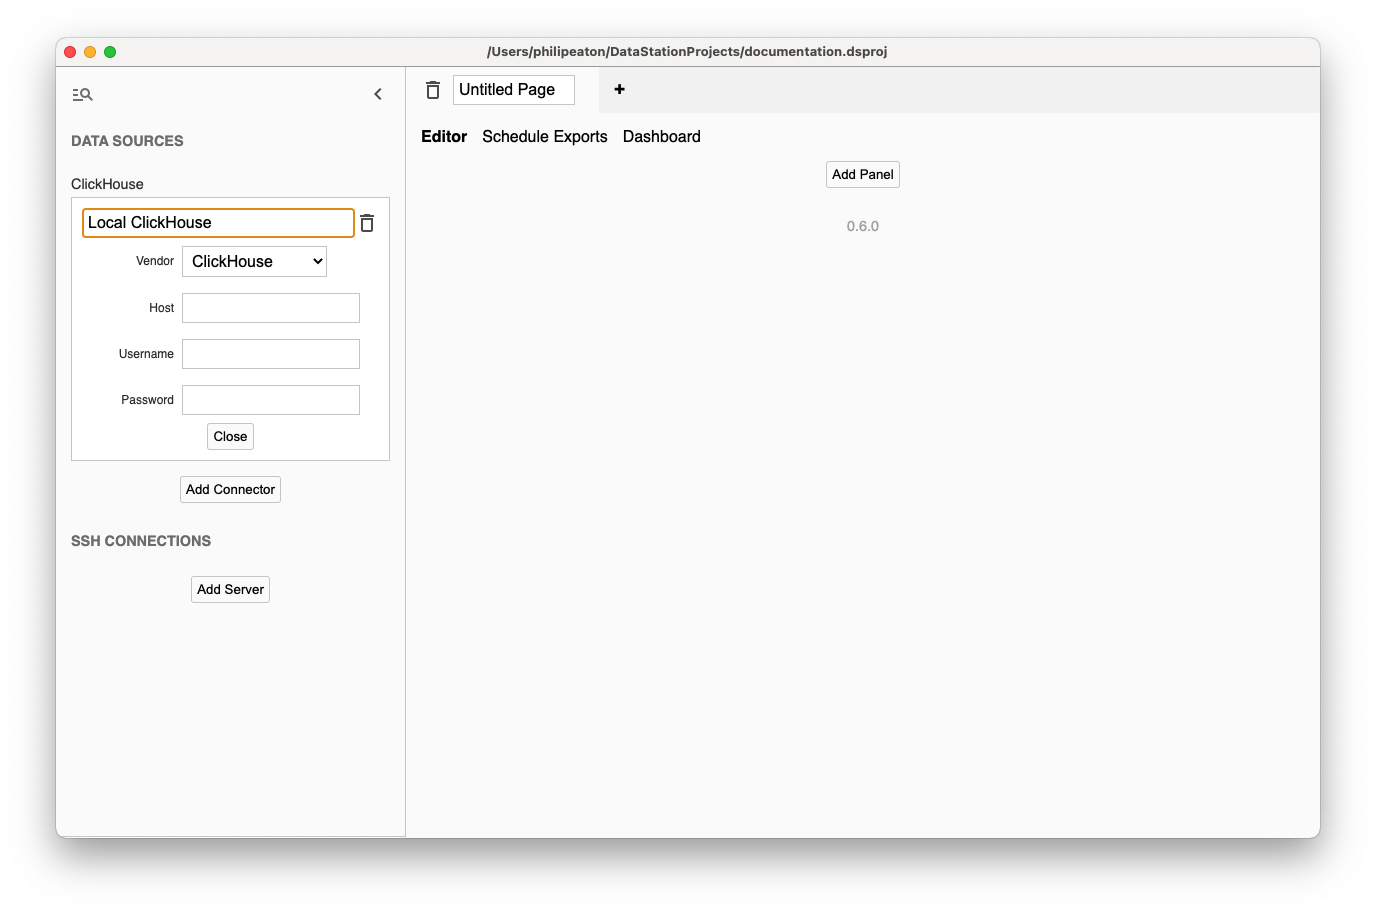 /Users/philipeaton/DataStationProjects/documentation.dsproj
Untitled Page
+
DATA SOURCES
Editor Schedule Exports Dashboard
Add Panel
0.6.0
ClickHouse
Local ClickHouse
Vendor ClickHouse
Host
Username
Password
Close
Add Connector
SSH CONNECTIONS
Add Server